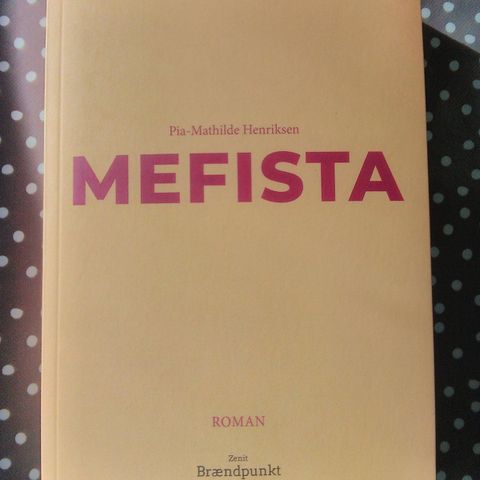 Pia-Mathilde Henriksen
MEFISTA
ROMAN
Zenit
Brændpunkt